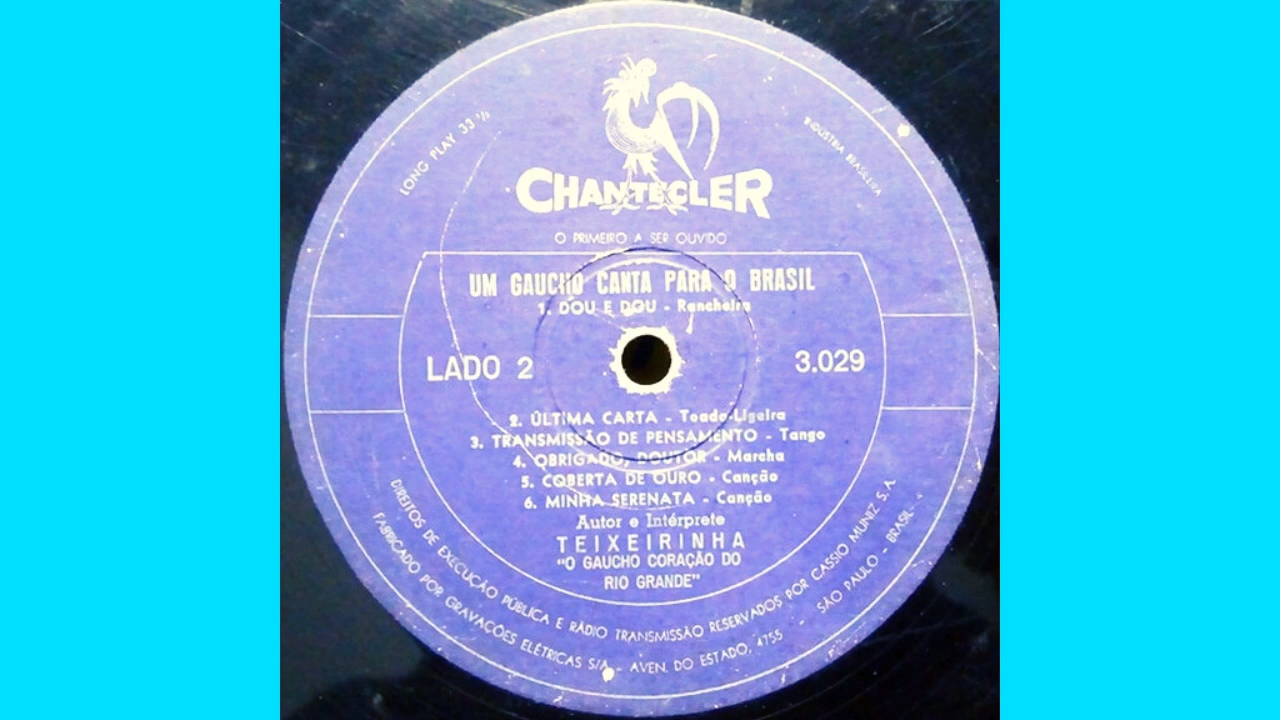 LONG PLAY 33 1/3
INDÚSTRIA BRASILEIRA
CHANTECLER
O PRIMEIRO A SER OUVIDO
UM GAUCHO CANTA PARA O BRASIL
1. DOU E DOU - Rancheira
LADO 2
3.029
2. ÚLTIMA CARTA - Toada-Ligeira
3. TRANSMISSÃO DE PENSAMENTO - Tango
4. OBRIGADO, DOUTOR - Marcha
5. COBERTA DE OURO - Canção
6. MINHA SERENATA - Canção
Autor e Intérprete
TEIXEIRINHA
"O GAUCHO CORAÇÃO DO
RIO GRANDE"
DIREITOS DE EXECUÇÃO PÚBLICA E RÁDIO TRANSMISSÃO RESERVADOS POR CASSIO MUNIZ S. A.
FABRICADO POR GRAVAÇÕES ELÉTRICAS S/A - AVEN. DO ESTADO, 4755 - SÃO PAULO - BRASIL